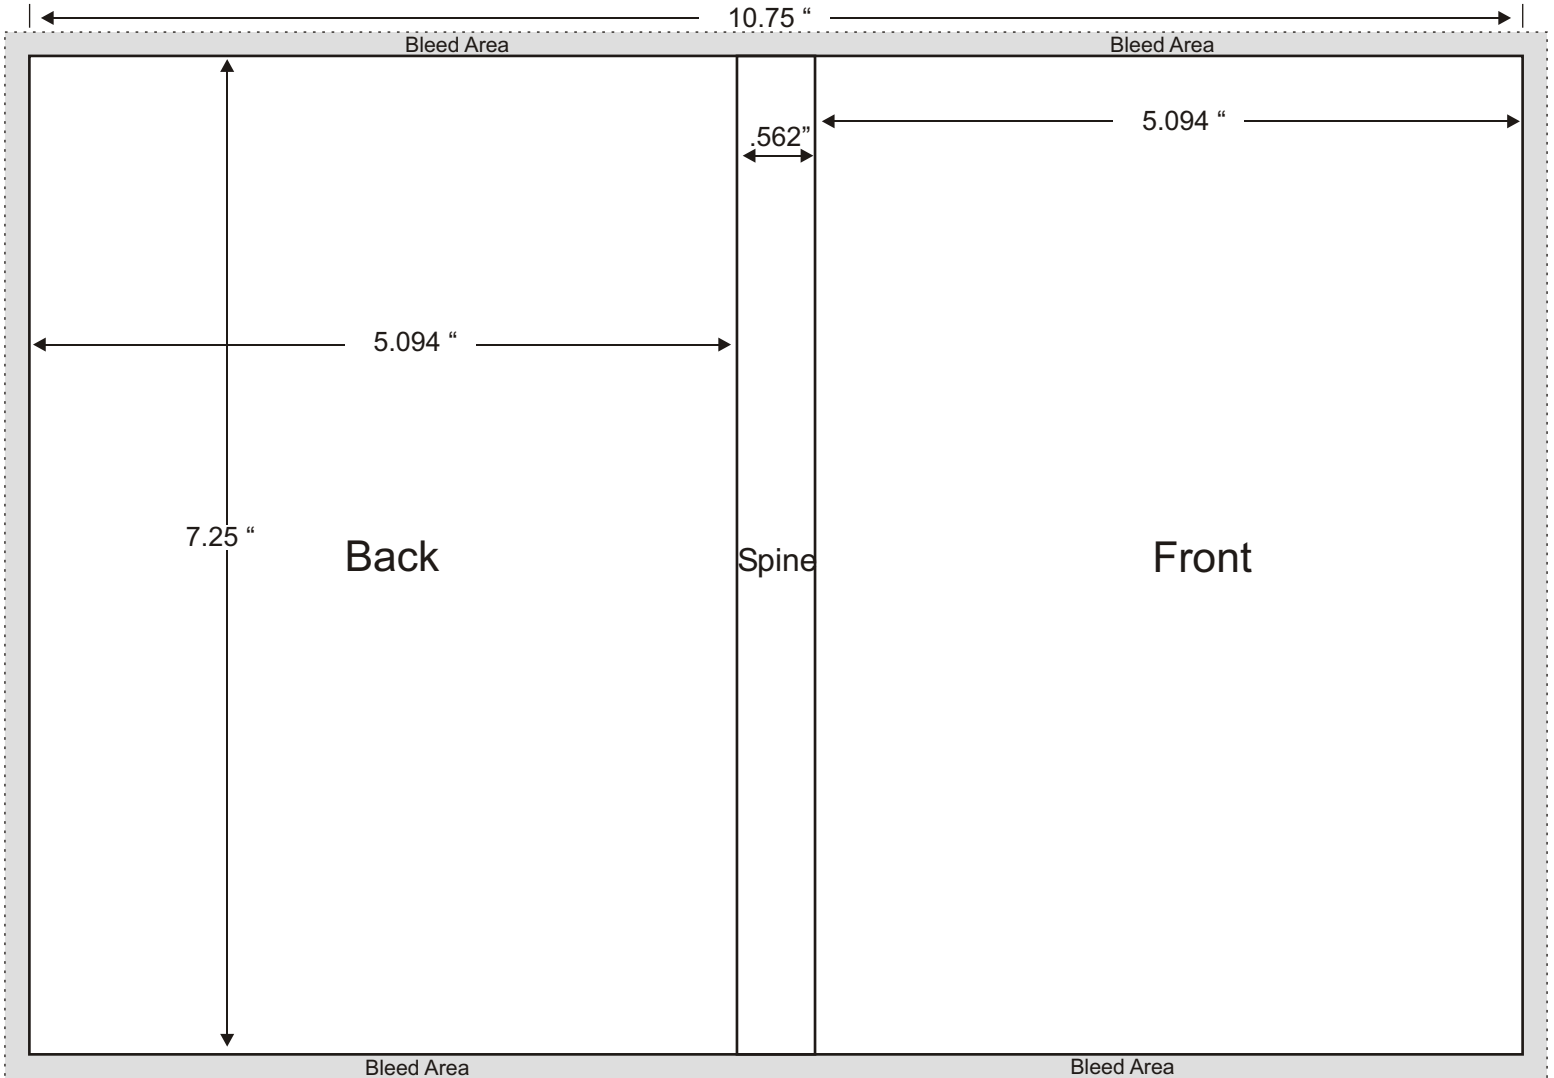 10.75 “
Bleed Area
Bleed Area
5.094 “
.562”
5.094 “
7.25 “
Back
Spine
Front
Bleed Area
Bleed Area